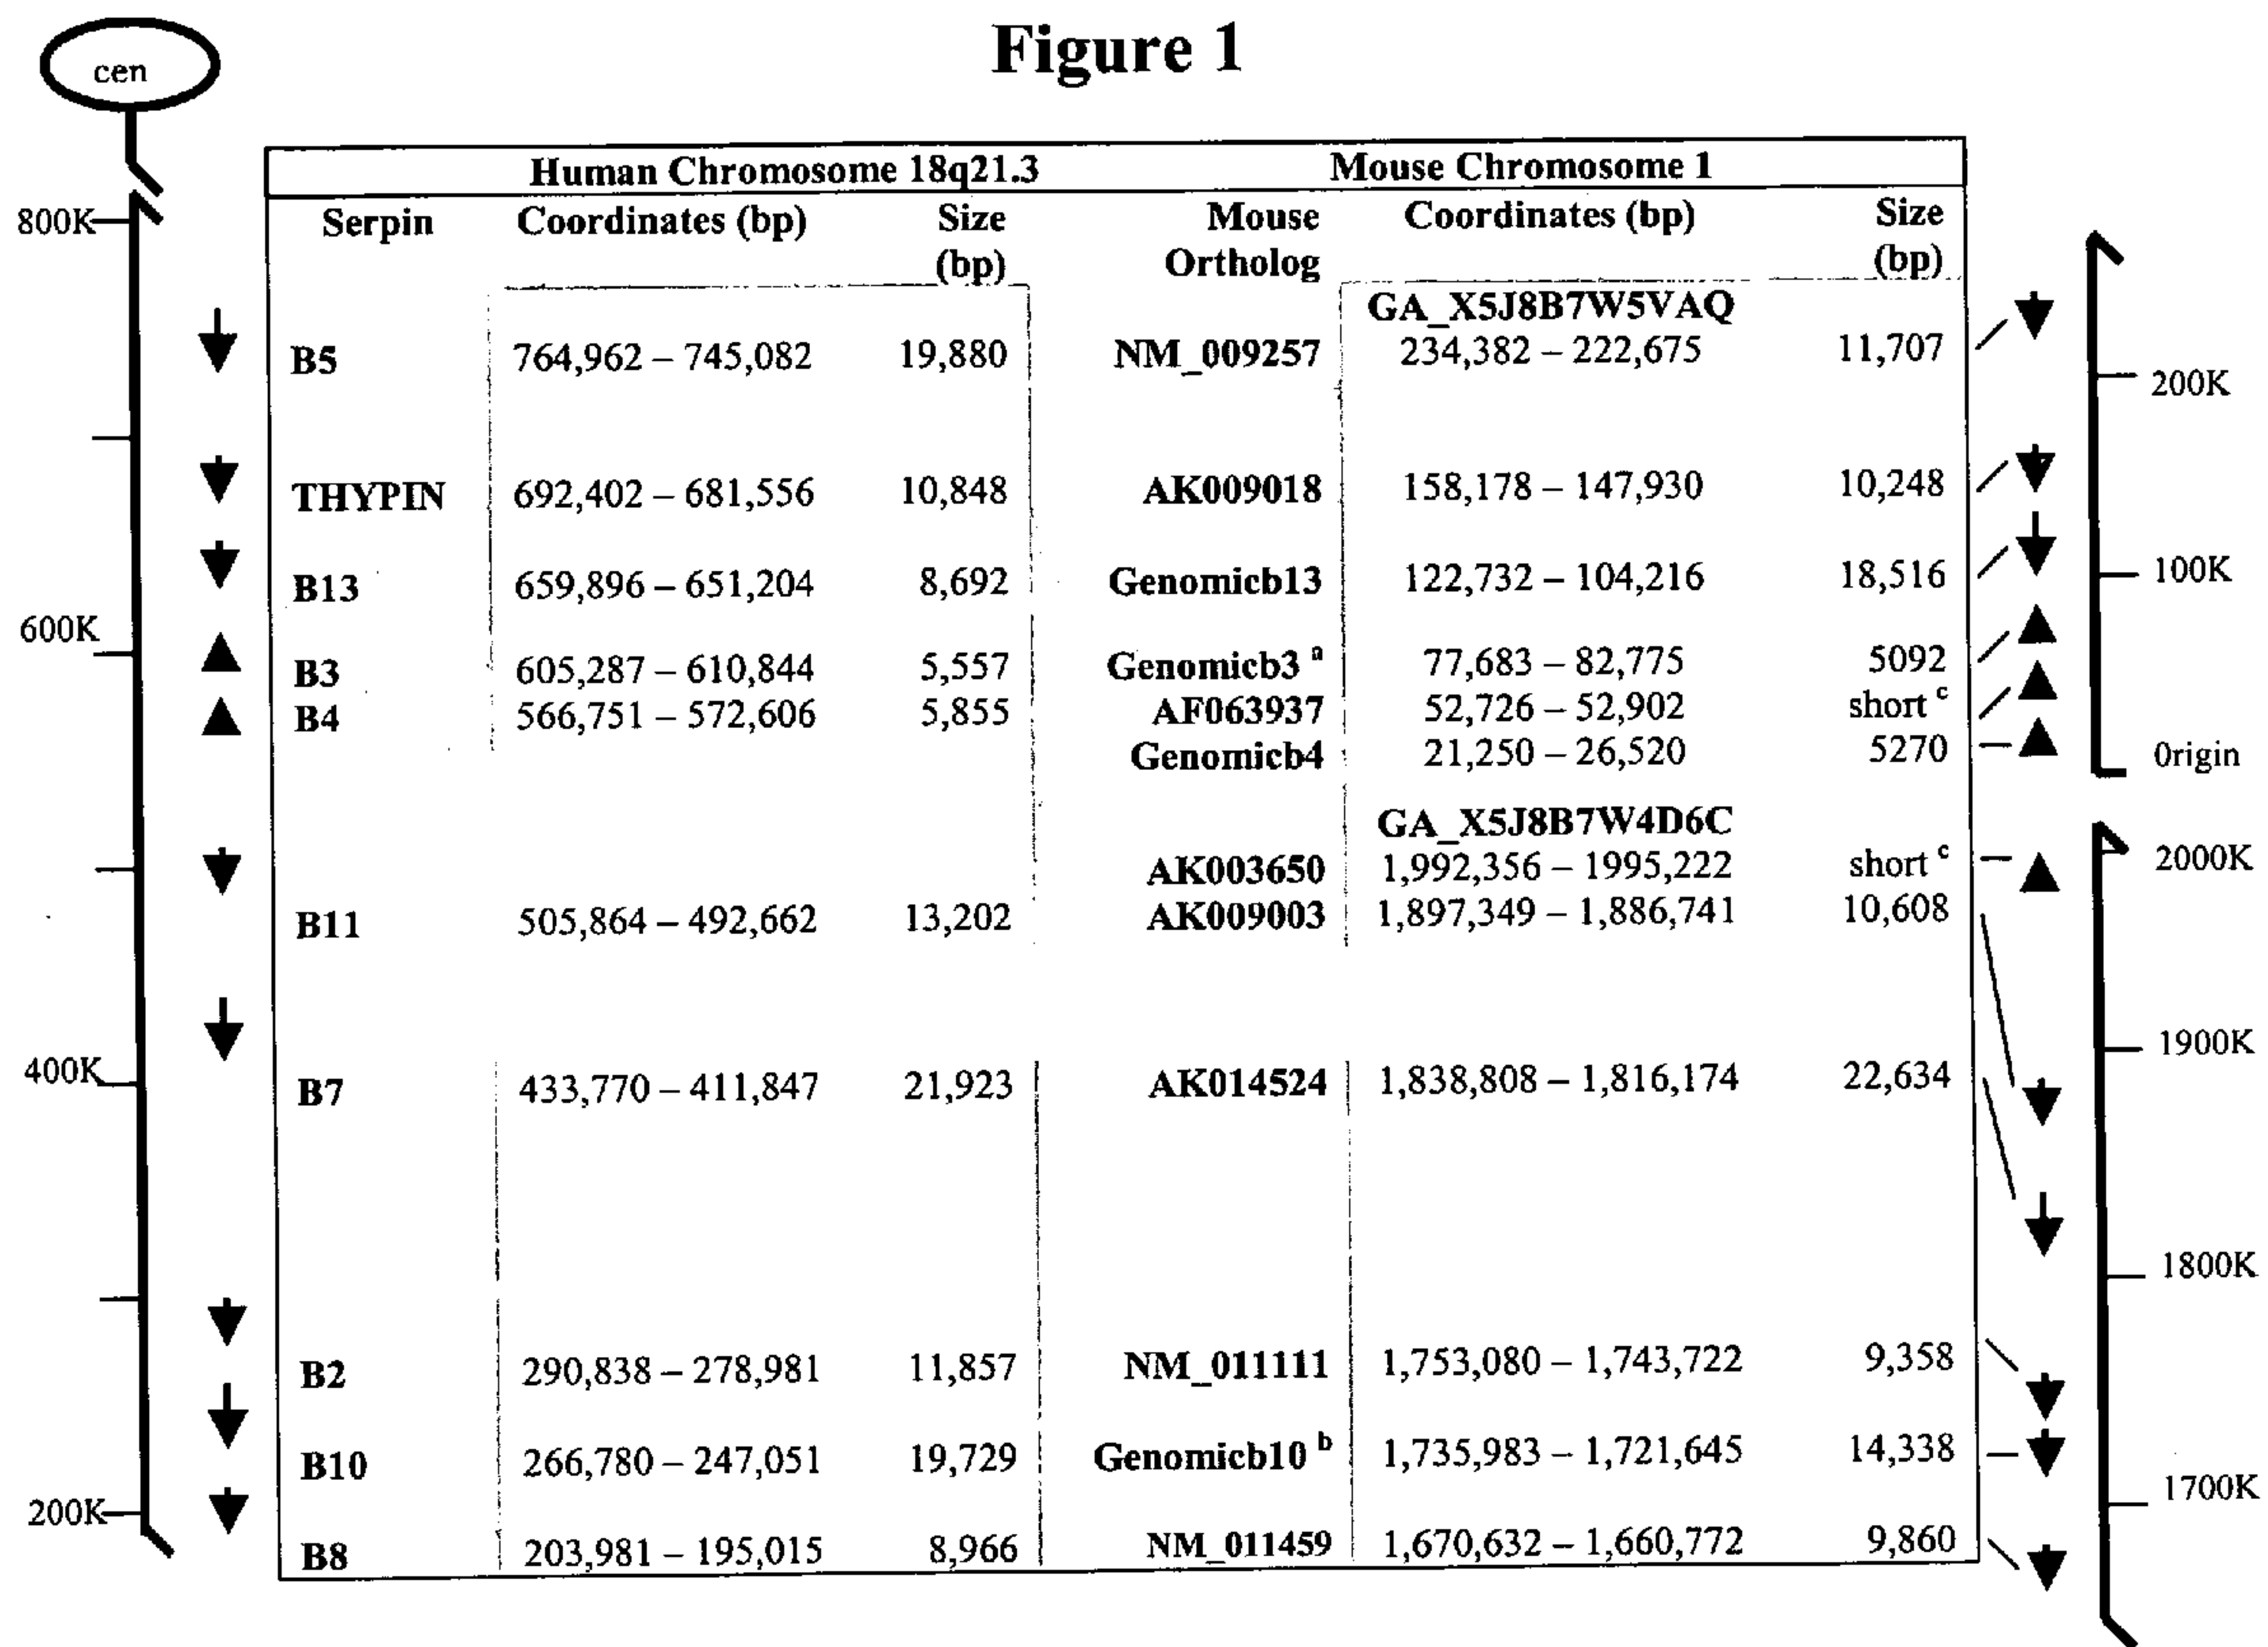 Figure 1
cen
Human Chromosome 18q21.3 Mouse Chromosome 1
800K
Serpin Coordinates (bp) Size (bp) Mouse Ortholog Coordinates (bp) Size (bp)
GA_X5J8B7W5VAQ
B5 764,962 – 745,082 19,880 NM_009257 234,382 – 222,675 11,707
200K
THYPIN 692,402 – 681,556 10,848 AK009018 158,178 – 147,930 10,248
B13 659,896 – 651,204 8,692 Genomicb13 122,732 – 104,216 18,516
100K
600K
B3 605,287 – 610,844 5,557 Genomicb3 a 77,683 – 82,775 5092
B4 566,751 – 572,606 5,855 AF063937 52,726 – 52,902 short c
Genomicb4 21,250 – 26,520 5270
0rigin
GA_X5J8B7W4D6C
AK003650 1,992,356 – 1995,222 short c
2000K
B11 505,864 – 492,662 13,202 AK009003 1,897,349 – 1,886,741 10,608
1900K
400K
B7 433,770 – 411,847 21,923 AK014524 1,838,808 – 1,816,174 22,634
1800K
B2 290,838 – 278,981 11,857 NM_011111 1,753,080 – 1,743,722 9,358
B10 266,780 – 247,051 19,729 Genomicb10 b 1,735,983 – 1,721,645 14,338
1700K
200K
B8 203,981 – 195,015 8,966 NM_011459 1,670,632 – 1,660,772 9,860